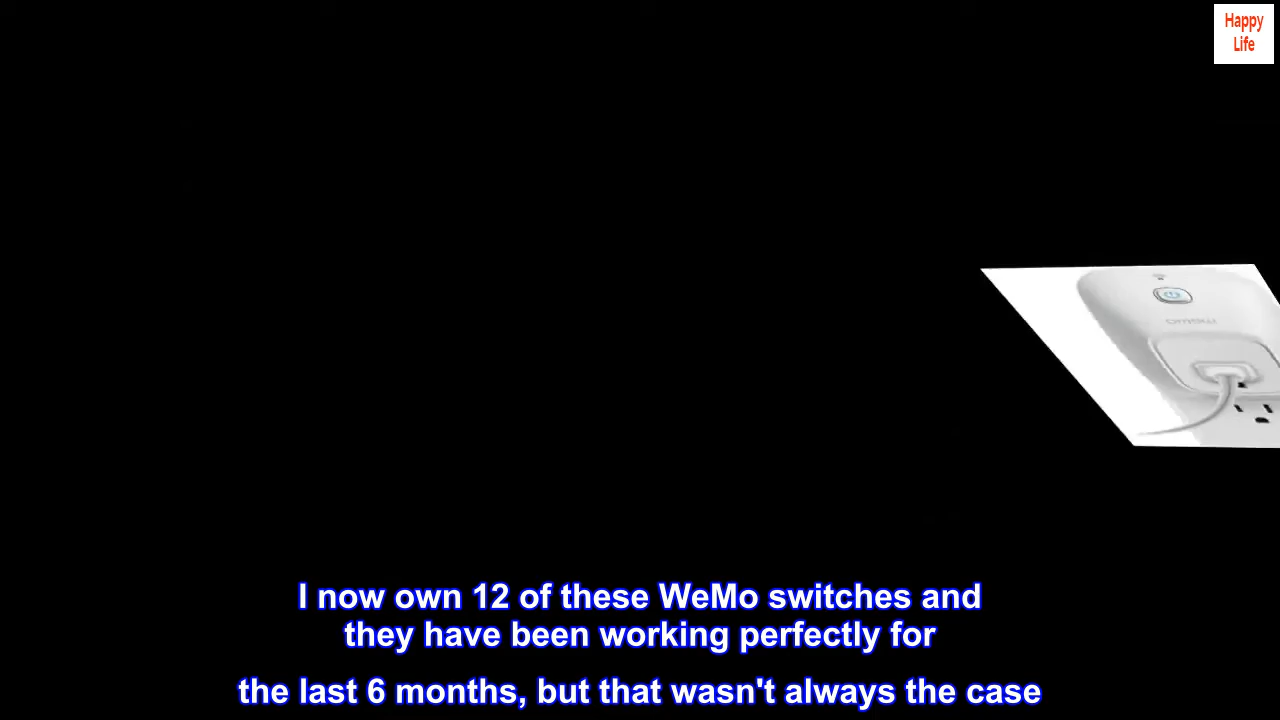 Happy
Life
I now own 12 of these WeMo switches and
they have been working perfectly for
the last 6 months, but that wasn't always the case